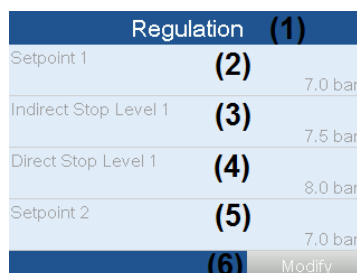 Regulation (1)
Setpoint 1 (2)
7.0 bar
Indirect Stop Level 1 (3)
7.5 bar
Direct Stop Level 1 (4)
8.0 bar
Setpoint 2 (5)
7.0 bar
(6) Modify